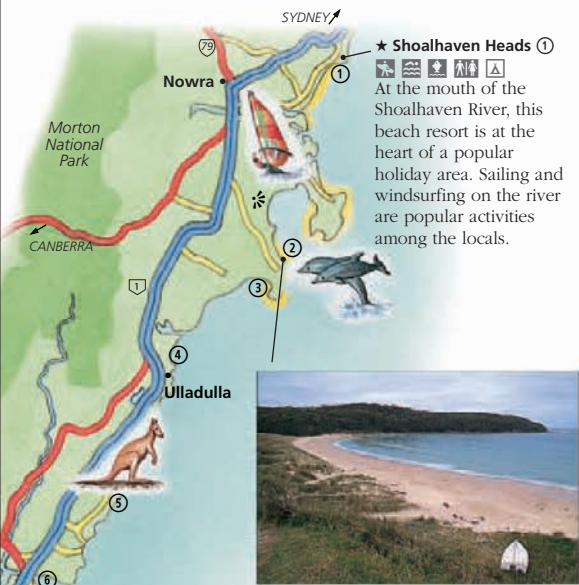 SYDNEY
79
★ Shoalhaven Heads ①
Nowra
①
At the mouth of the
Shoalhaven River, this
beach resort is at the
heart of a popular
holiday area. Sailing and
windsurfing on the river
are popular activities
among the locals.
Morton
National
Park
CANBERRA
②
1
③
④
Ulladulla
⑤
⑥